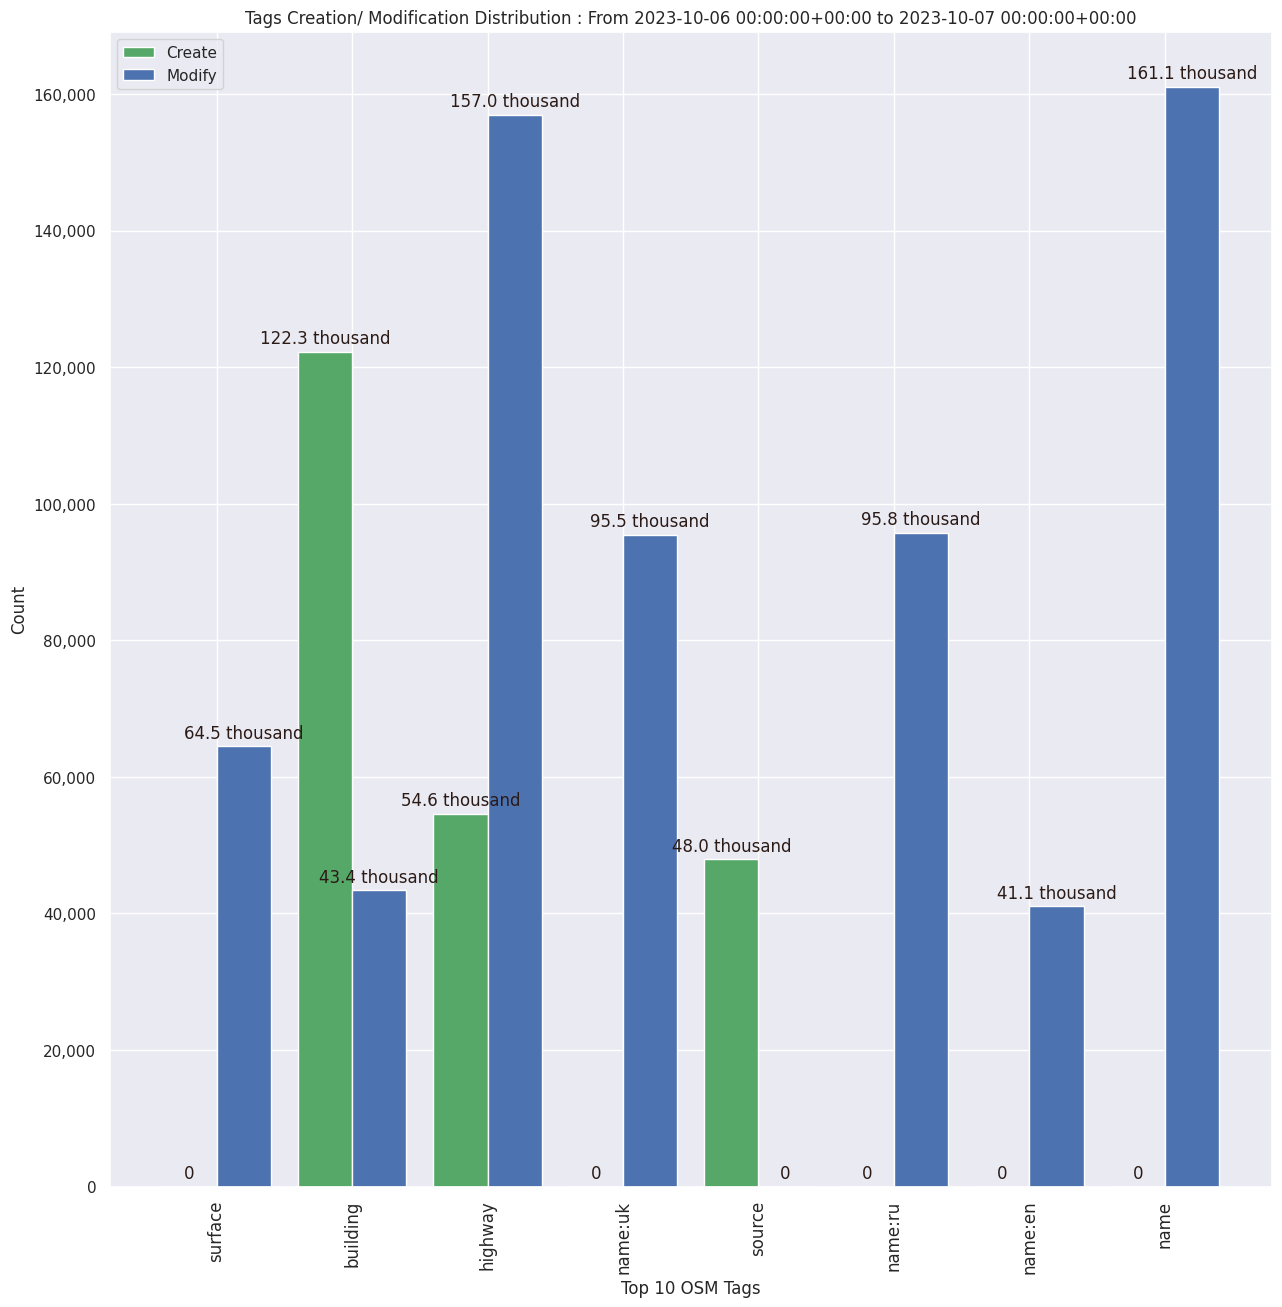 Tags Creation/ Modification Distribution : From 2023-10-06 00:00:00+00:00 to 2023-10-07 00:00:00+00:00
Create
Modify
161.1 thousand
157.0 thousand
122.3 thousand
95.5 thousand
95.8 thousand
64.5 thousand
54.6 thousand
48.0 thousand
43.4 thousand
41.1 thousand
0
0
0
0
0
0
160,000
140,000
120,000
100,000
80,000
60,000
40,000
20,000
0
Count
surface
building
highway
name:uk
source
name:ru
name:en
name
Top 10 OSM Tags